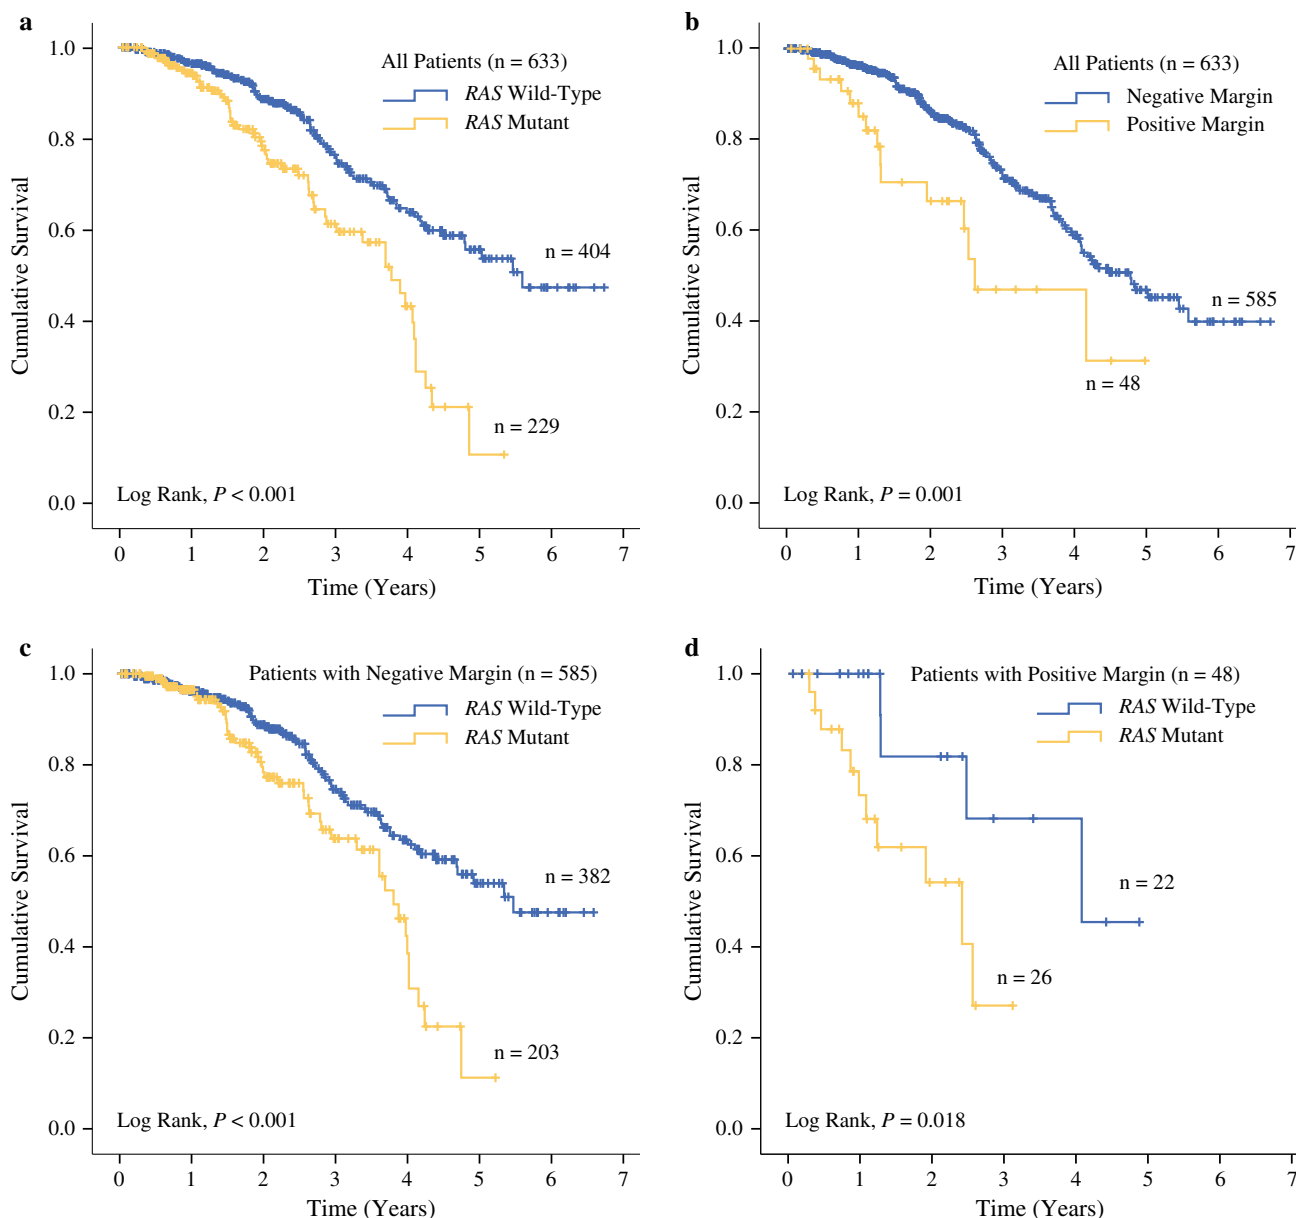 a
All Patients (n = 633)
RAS Wild-Type
RAS Mutant
n = 404
n = 229
Log Rank, P < 0.001
Cumulative Survival
1.0
0.8
0.6
0.4
0.2
0.0
0 1 2 3 4 5 6 7
Time (Years)
b
All Patients (n = 633)
Negative Margin
Positive Margin
n = 585
n = 48
Log Rank, P = 0.001
Cumulative Survival
1.0
0.8
0.6
0.4
0.2
0.0
0 1 2 3 4 5 6 7
Time (Years)
c
Patients with Negative Margin (n = 585)
RAS Wild-Type
RAS Mutant
n = 382
n = 203
Log Rank, P < 0.001
Cumulative Survival
1.0
0.8
0.6
0.4
0.2
0.0
0 1 2 3 4 5 6 7
Time (Years)
d
Patients with Positive Margin (n = 48)
RAS Wild-Type
RAS Mutant
n = 22
n = 26
Log Rank, P = 0.018
Cumulative Survival
1.0
0.8
0.6
0.4
0.2
0.0
0 1 2 3 4 5 6 7
Time (Years)